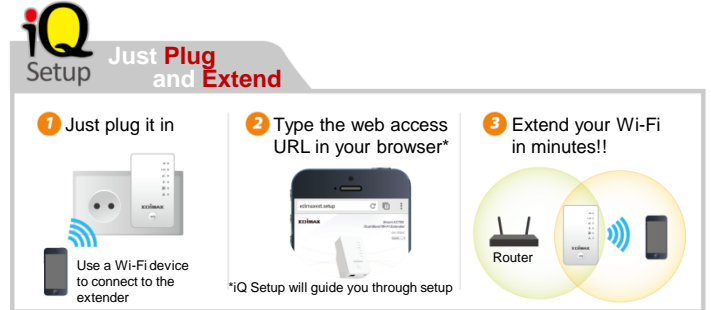 iQ
Setup
Just Plug
and Extend
1 Just plug it in
EDIMAX
Use a Wi-Fi device
to connect to the
extender
2 Type the web access
URL in your browser*
edimaxext.setup
EDIMAX
*iQ Setup will guide you through setup
3 Extend your Wi-Fi
in minutes!!
Router
EDIMAX